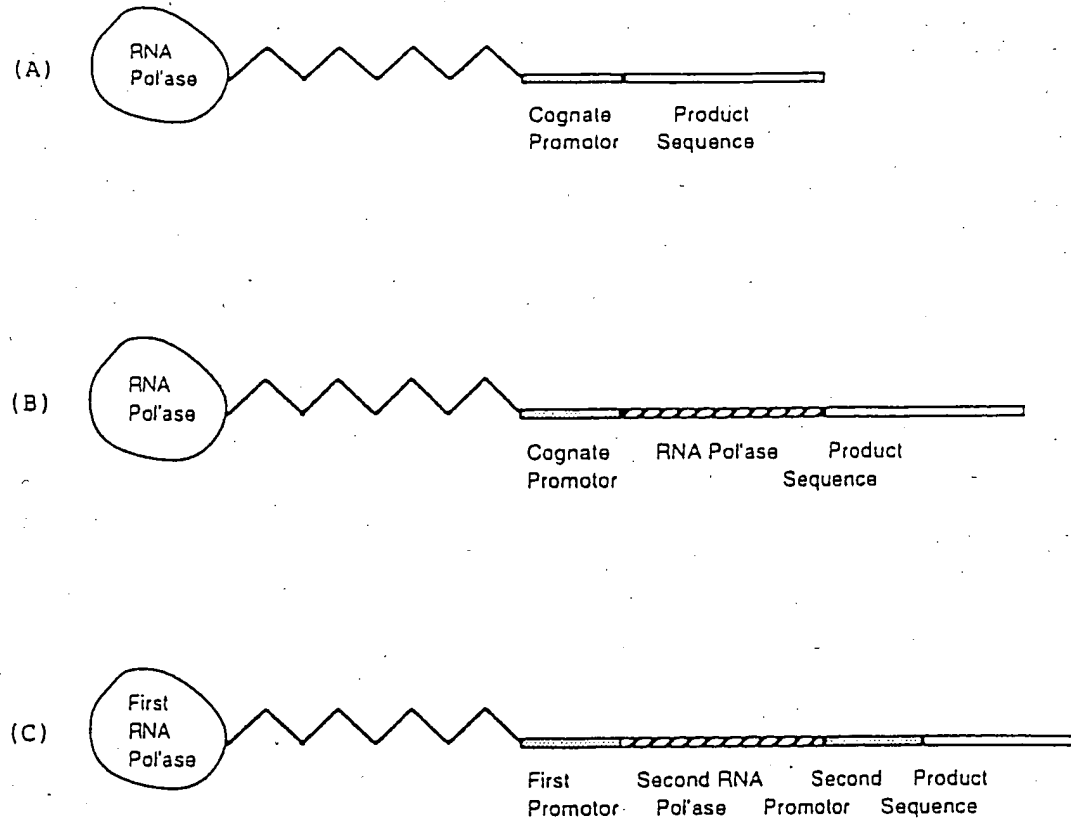 (A)
RNA
Pol'ase
Cognate Product
Promotor Sequence
(B)
RNA
Pol'ase
Cognate RNA Pol'ase Product
Promotor Sequence
(C)
First
RNA
Pol'ase
First Second RNA Second Product
Promotor Pol'ase Promotor Sequence